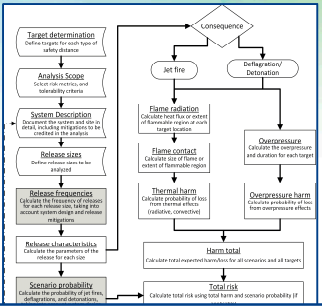 Target determination
Define targets for each type of
safety distance
Analysis Scope
Select risk metrics, and
tolerability criteria
System Description
Document the system and site in
detail, including mitigations to be
credited in the analysis
Release sizes
Define release sizes to be
analyzed
Release frequencies
Calculate the frequency of releases
for each release size, taking into
account system design and release
mitigations
Release characteristics
Calculate the parameters of the
release for each size
Scenario probability
Calculate the probability of jet fires,
deflagrations, and detonations,
Consequence
Jet fire
Flame radiation
Calculate heat flux or extent
of flammable region at each
target location
Flame contact
Calculate size of flame or
extent of flammable region
Thermal harm
Calculate probability of loss
from thermal effects
(radiative, convective)
Deflagration/
Detonation
Overpressure
Calculate the overpressure
and duration for each target
Overpressure harm
Calculate probability of loss
from overpressure effects
Harm total
Calculate total expected harm/loss for all scenarios and all targets
Total risk
Calculate total risk using total harm and scenario probability (if